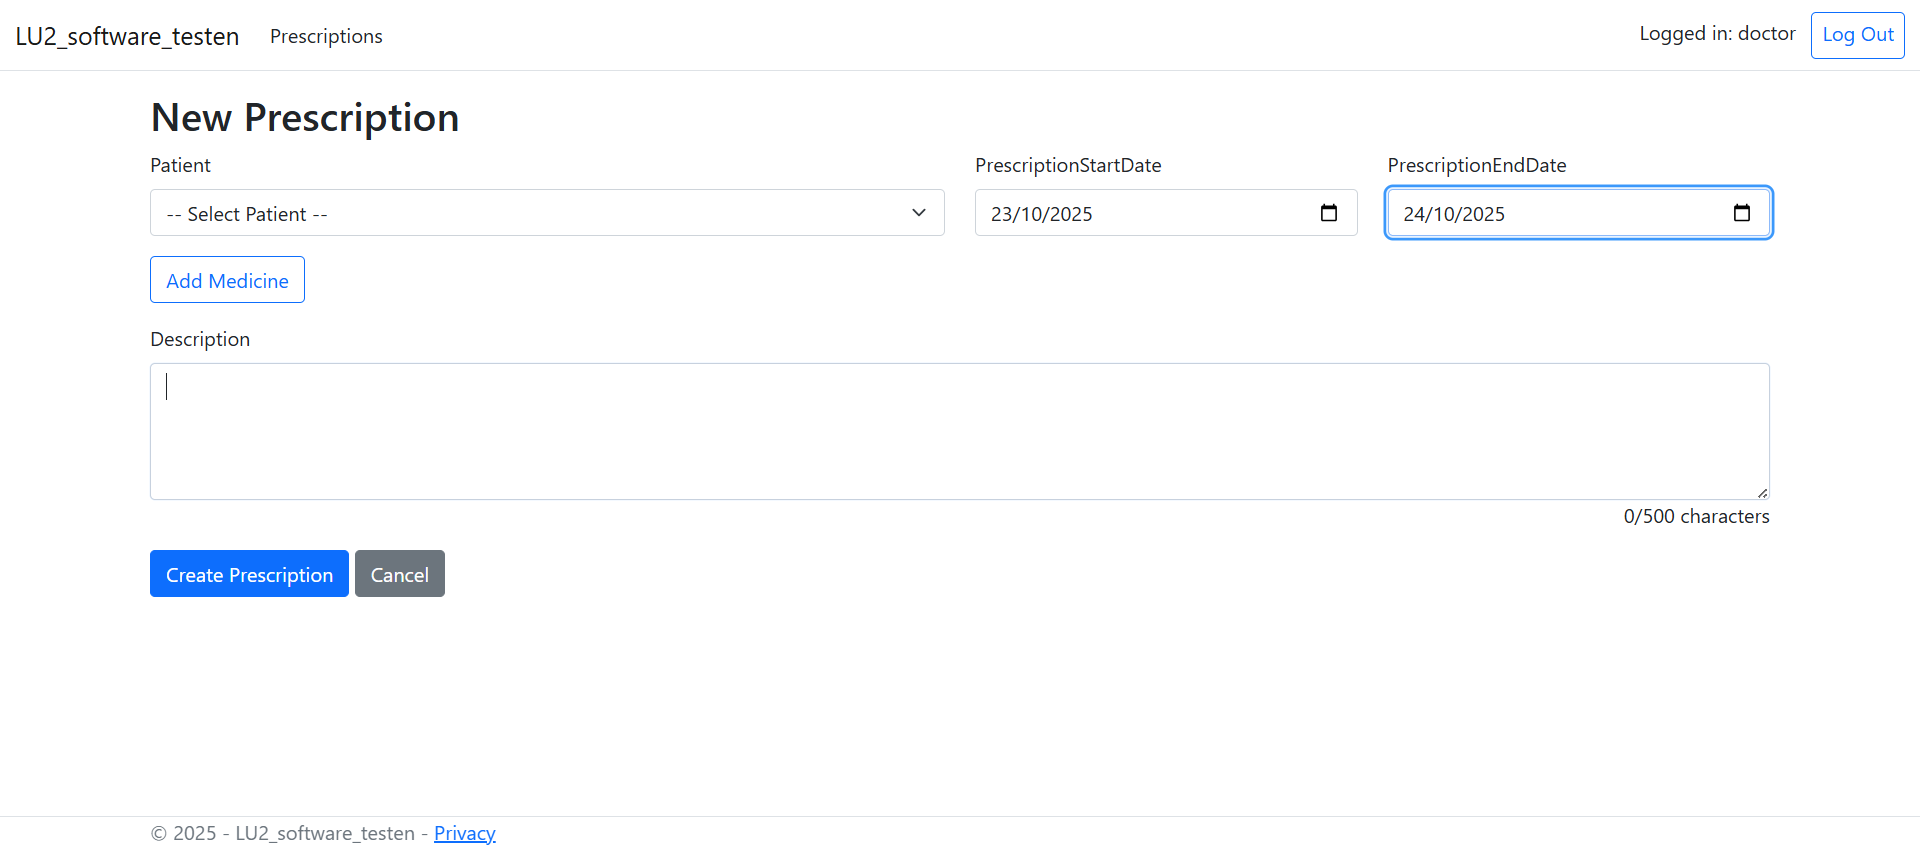 LU2_software_testen Prescriptions Logged in: doctor Log Out
New Prescription
Patient PrescriptionStartDate PrescriptionEndDate
-- Select Patient -- 23/10/2025 24/10/2025
Add Medicine
Description
0/500 characters
Create Prescription Cancel
© 2025 - LU2_software_testen - Privacy